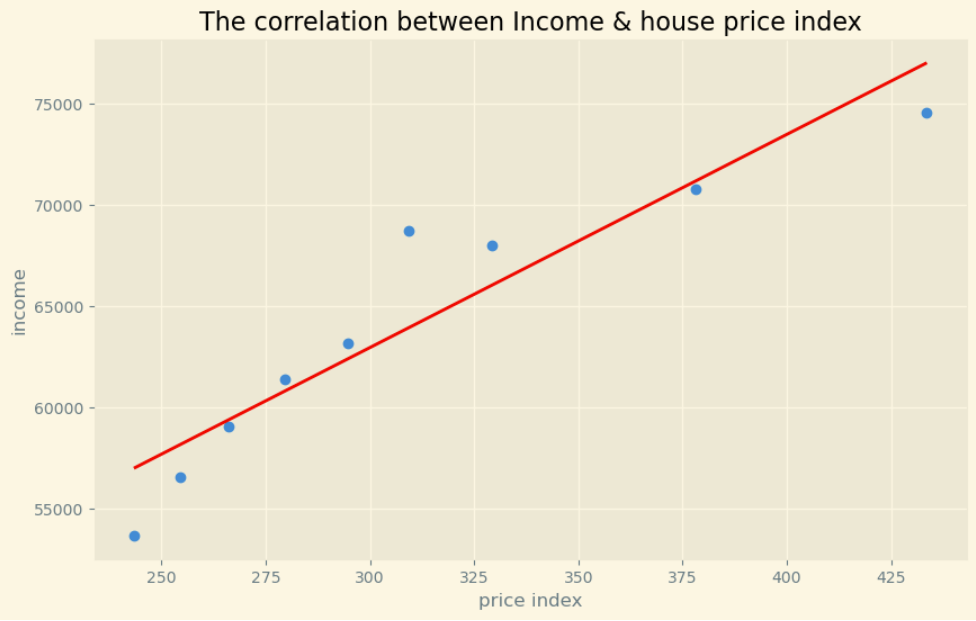 The correlation between Income & house price index
75000
70000
65000
60000
55000
income
250 275 300 325 350 375 400 425
price index